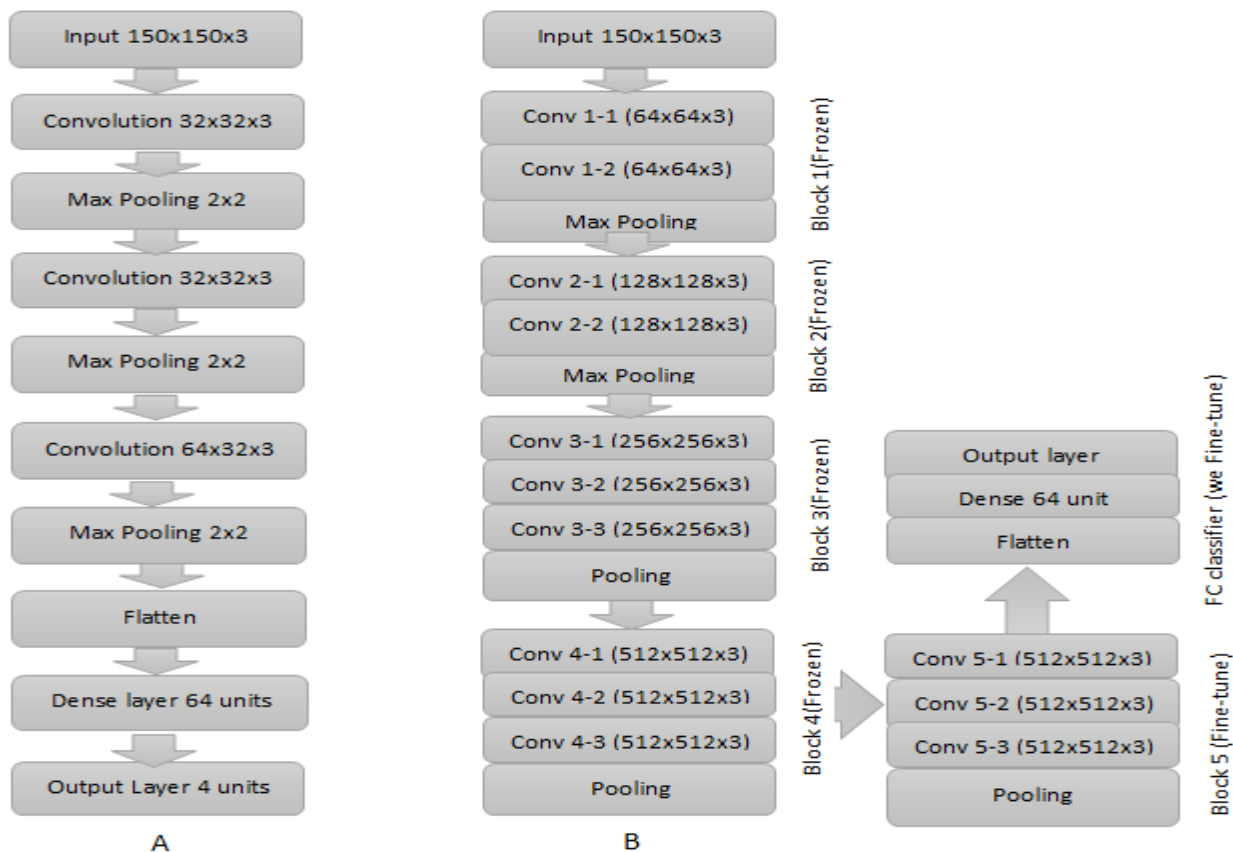 Input 150x150x3
Convolution 32x32x3
Max Pooling 2x2
Convolution 32x32x3
Max Pooling 2x2
Convolution 64x32x3
Max Pooling 2x2
Flatten
Dense layer 64 units
Output Layer 4 units
A
Input 150x150x3
Conv 1-1 (64x64x3)
Conv 1-2 (64x64x3)
Max Pooling
Block 1(Frozen)
Conv 2-1 (128x128x3)
Conv 2-2 (128x128x3)
Max Pooling
Block 2(Frozen)
Conv 3-1 (256x256x3)
Conv 3-2 (256x256x3)
Conv 3-3 (256x256x3)
Pooling
Block 3(Frozen)
Conv 4-1 (512x512x3)
Conv 4-2 (512x512x3)
Conv 4-3 (512x512x3)
Pooling
Block 4(Frozen)
B
Output layer
Dense 64 unit
Flatten
FC classifier (we Fine-tune)
Conv 5-1 (512x512x3)
Conv 5-2 (512x512x3)
Conv 5-3 (512x512x3)
Pooling
Block 5 (Fine-tune)